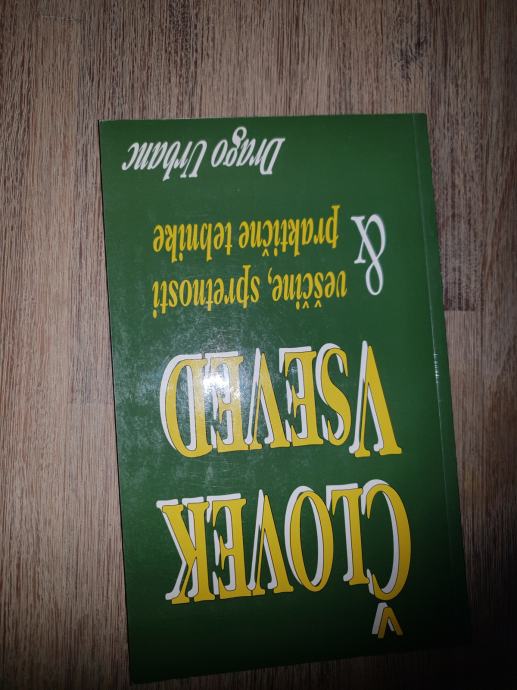 ČLOVEK
VSEVED
veščine, spretnosti
& praktične tehnike
Drago Urbanc